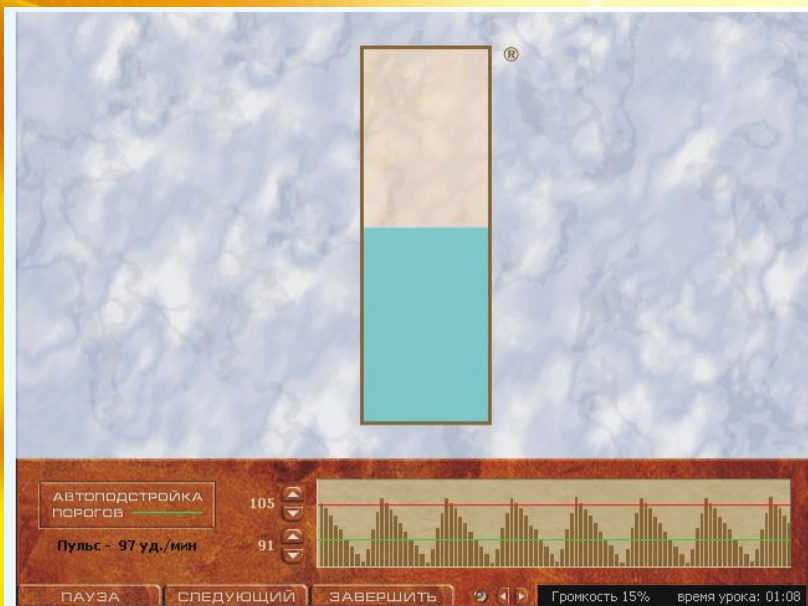 ®
АВТОПОДСТРОЙКА
ПОРОГОВ
Пульс - 97 уд./мин
105
91
ПАУЗА
СЛЕДУЮЩИЙ
ЗАВЕРШИТЬ
Громкость 15%
время урока: 01:08